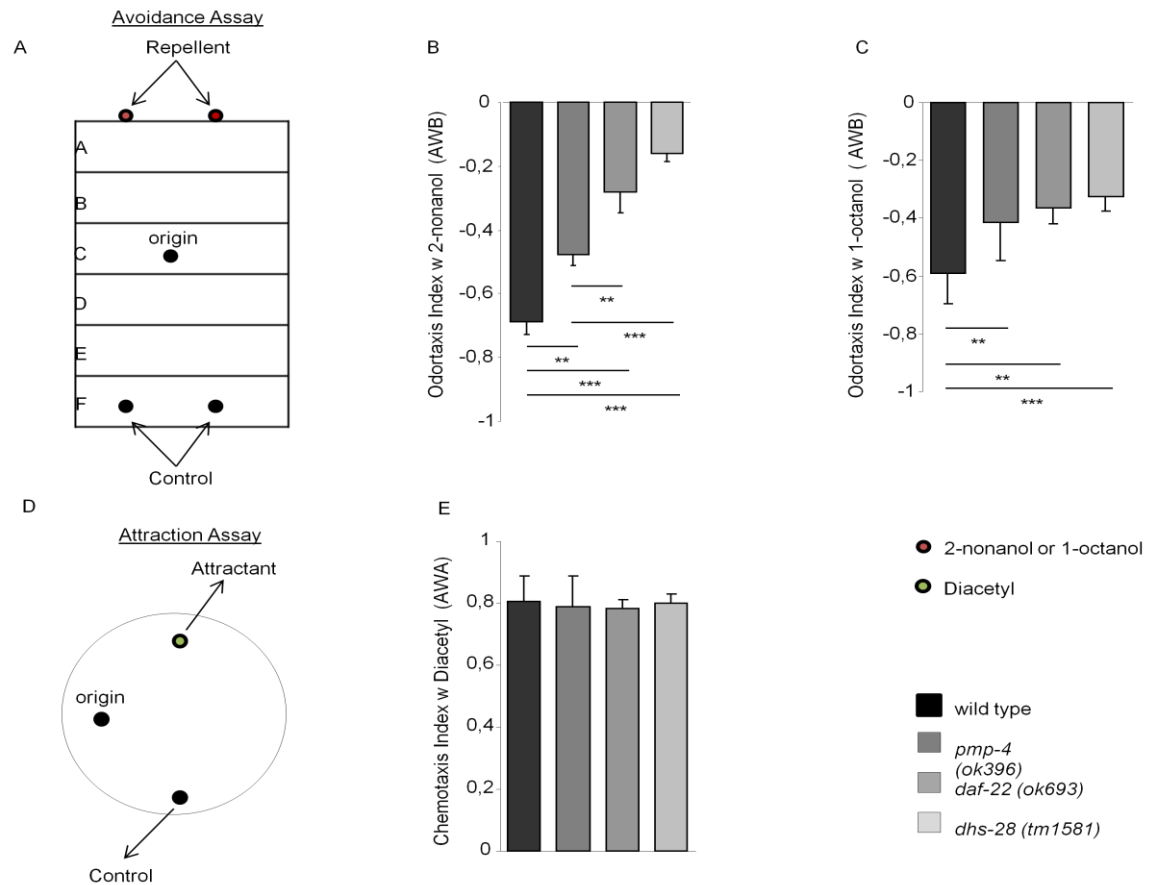 Avoidance Assay
A
Repellent
A
B
C
origin
D
E
F
Control
B
Odortaxis Index w 2-nonanol (AWB)
0
-0,2
-0,4
-0,6
-0,8
-1
**
***
**
***
***
C
Odortaxis Index w 1-octanol ( AWB)
0
-0,2
-0,4
-0,6
-0,8
-1
**
**
***
D
Attraction Assay
Attractant
origin
Control
E
Chemotaxis Index w Diacetyl (AWA)
1
0,8
0,6
0,4
0,2
0
2-nonanol or 1-octanol
Diacetyl
wild type
pmp-4
(ok396)
daf-22 (ok693)
dhs-28 (tm1581)